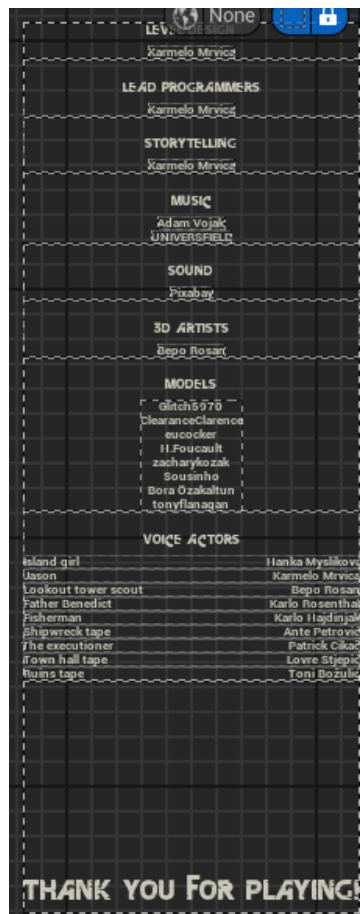 None
LEVEL DESIGN
Karmelo Mrvica
LEAD PROGRAMMERS
Karmelo Mrvica
STORYTELLING
Karmelo Mrvica
MUSIC
Adam Vojak
UNIVERSFIELD
SOUND
Pixabay
3D ARTISTS
Bepo Rosan
MODELS
Glitch5970
ClearanceClarence
eucocker
H.Foucault
zacharykozak
Sousinho
Bora Özakaltun
tonyflanagan
VOICE ACTORS
Island girl Hanka Myslikova
Jason Karmelo Mrvica
Lookout tower scout Bepo Rosan
Father Benedict Karlo Rosenthal
Fisherman Karlo Hajdinjak
Shipwreck tape Ante Petrovic
The executioner Patrick Cikac
Town hall tape Lovre Stjepic
Ruins tape Toni Božulic
THANK YOU FOR PLAYING!